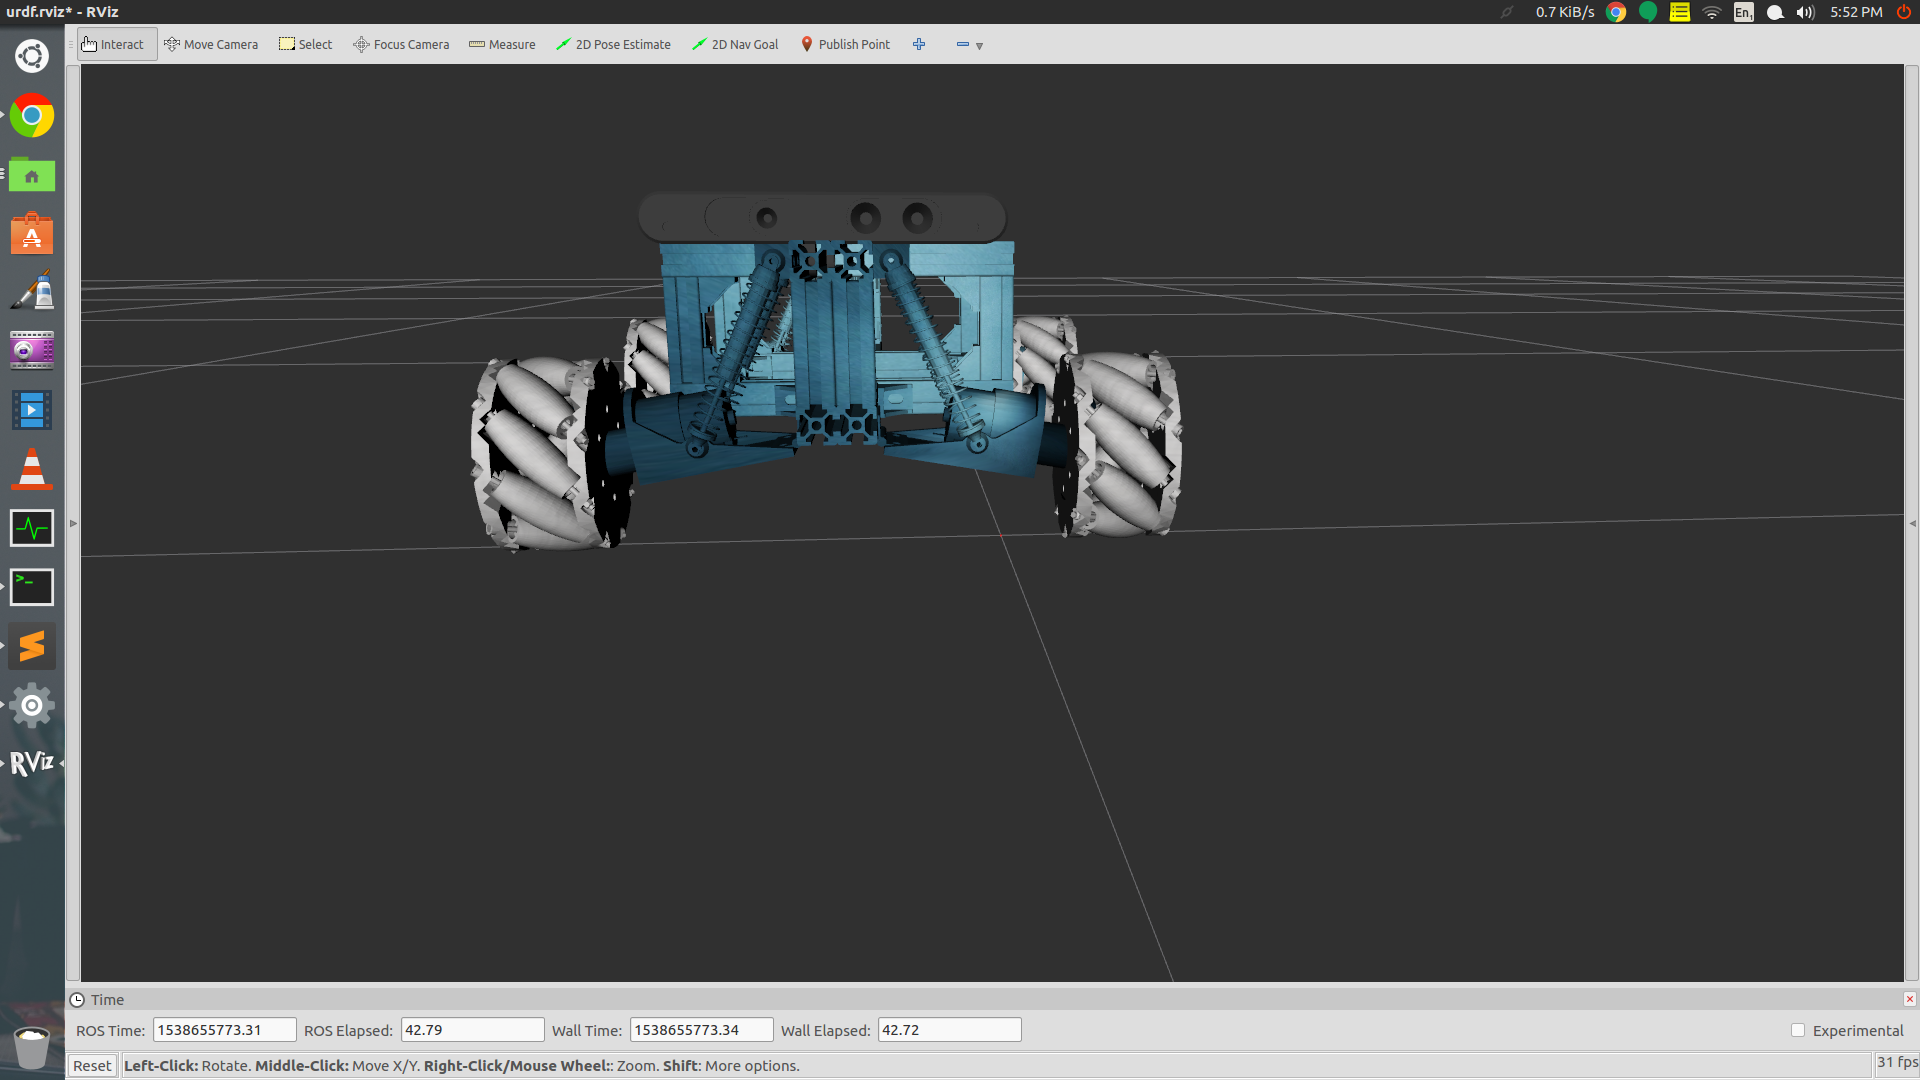 urdf.rviz* - RViz
0.7 KiB/s
En1
5:52 PM
Interact
Move Camera
Select
Focus Camera
Measure
2D Pose Estimate
2D Nav Goal
Publish Point
RViz
Time
ROS Time: 1538655773.31 ROS Elapsed: 42.79 Wall Time: 1538655773.34 Wall Elapsed: 42.72 Experimental
Reset Left-Click: Rotate. Middle-Click: Move X/Y. Right-Click/Mouse Wheel:: Zoom. Shift: More options. 31 fps